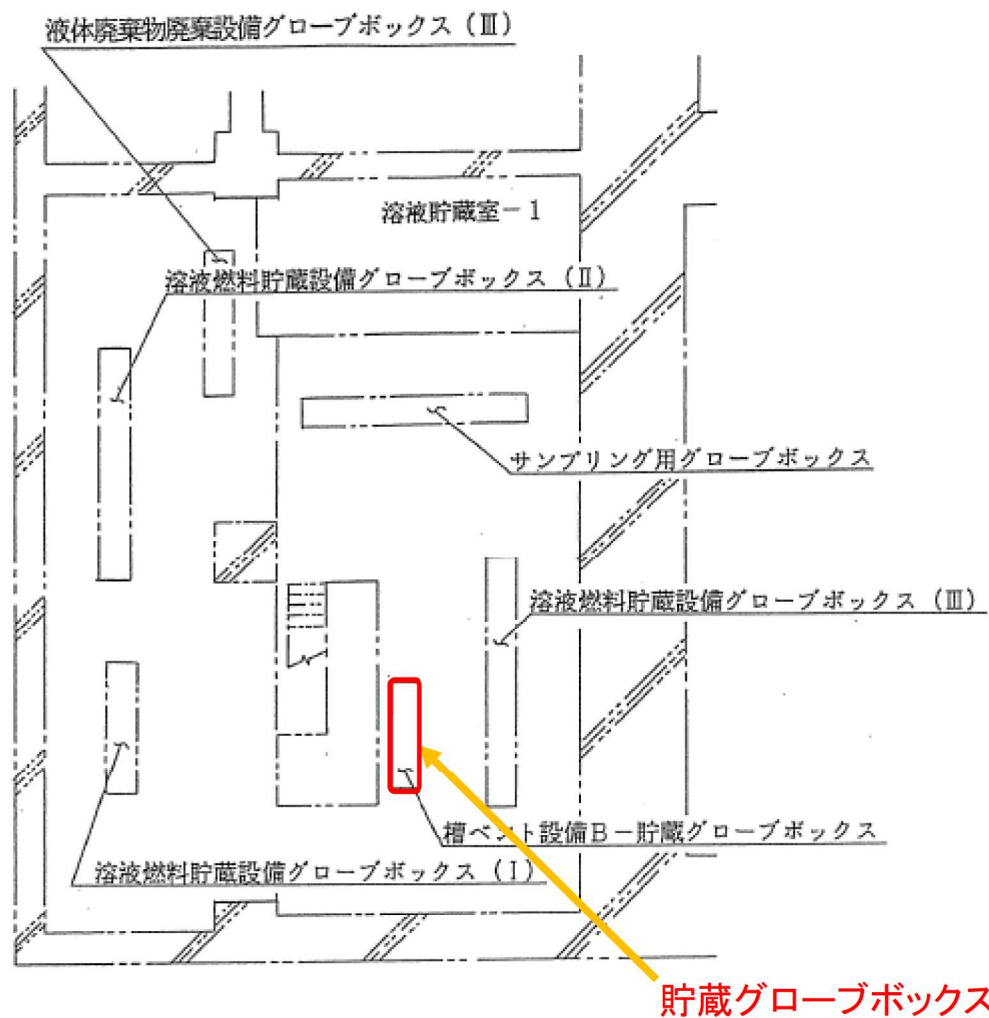 液体廃棄物廃棄設備グローブボックス（Ⅲ）
溶液貯蔵室－1
溶液燃料貯蔵設備グローブボックス（Ⅱ）
サンプリング用グローブボックス
溶液燃料貯蔵設備グローブボックス（Ⅲ）
槽ベント設備B－貯蔵グローブボックス
溶液燃料貯蔵設備グローブボックス（Ⅰ）
貯蔵グローブボックス